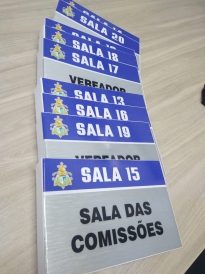 SALA 20
SALA 18
SALA 17
VEREADOR
SALA 13
SALA 16
SALA 19
VEREADOR
SALA 15
SALA DAS
COMISSÕES